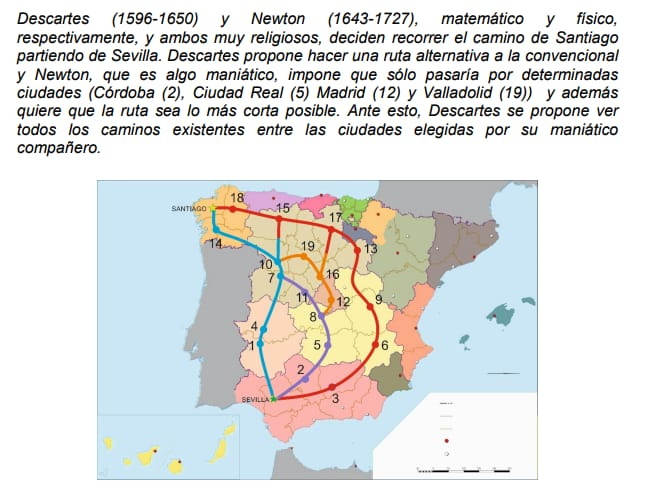 Descartes (1596-1650) y Newton (1643-1727), matemático y físico,
respectivamente, y ambos muy religiosos, deciden recorrer el camino de Santiago
partiendo de Sevilla. Descartes propone hacer una ruta alternativa a la convencional
y Newton, que es algo maniático, impone que sólo pasaría por determinadas
ciudades (Córdoba (2), Ciudad Real (5) Madrid (12) y Valladolid (19)) y además
quiere que la ruta sea lo más corta posible. Ante esto, Descartes se propone ver
todos los caminos existentes entre las ciudades elegidas por su maniático
compañero.
18
SANTIAGO
15
17
14
19
13
10
7
16
11
12
9
8
4
1
5
6
2
SEVILLA
3